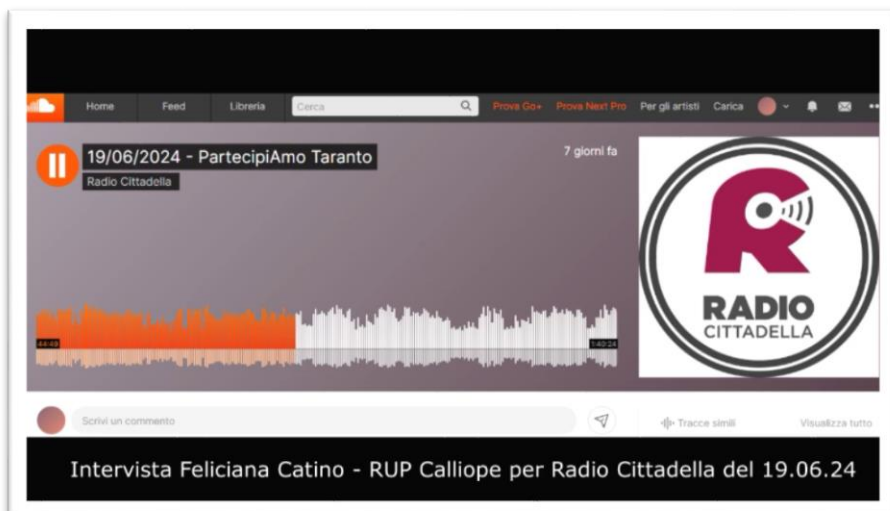 Home Feed Libreria Cerca Prova Go+ Prova Next Pro Per gli artisti Carica
19/06/2024 - PartecipiAmo Taranto 7 giorni fa
Radio Cittadella
RADIO
CITTADELLA
44:49 1:40:24
Scrivi un commento Tracce simili Visualizza tutto
Intervista Feliciana Catino - RUP Calliope per Radio Cittadella del 19.06.24